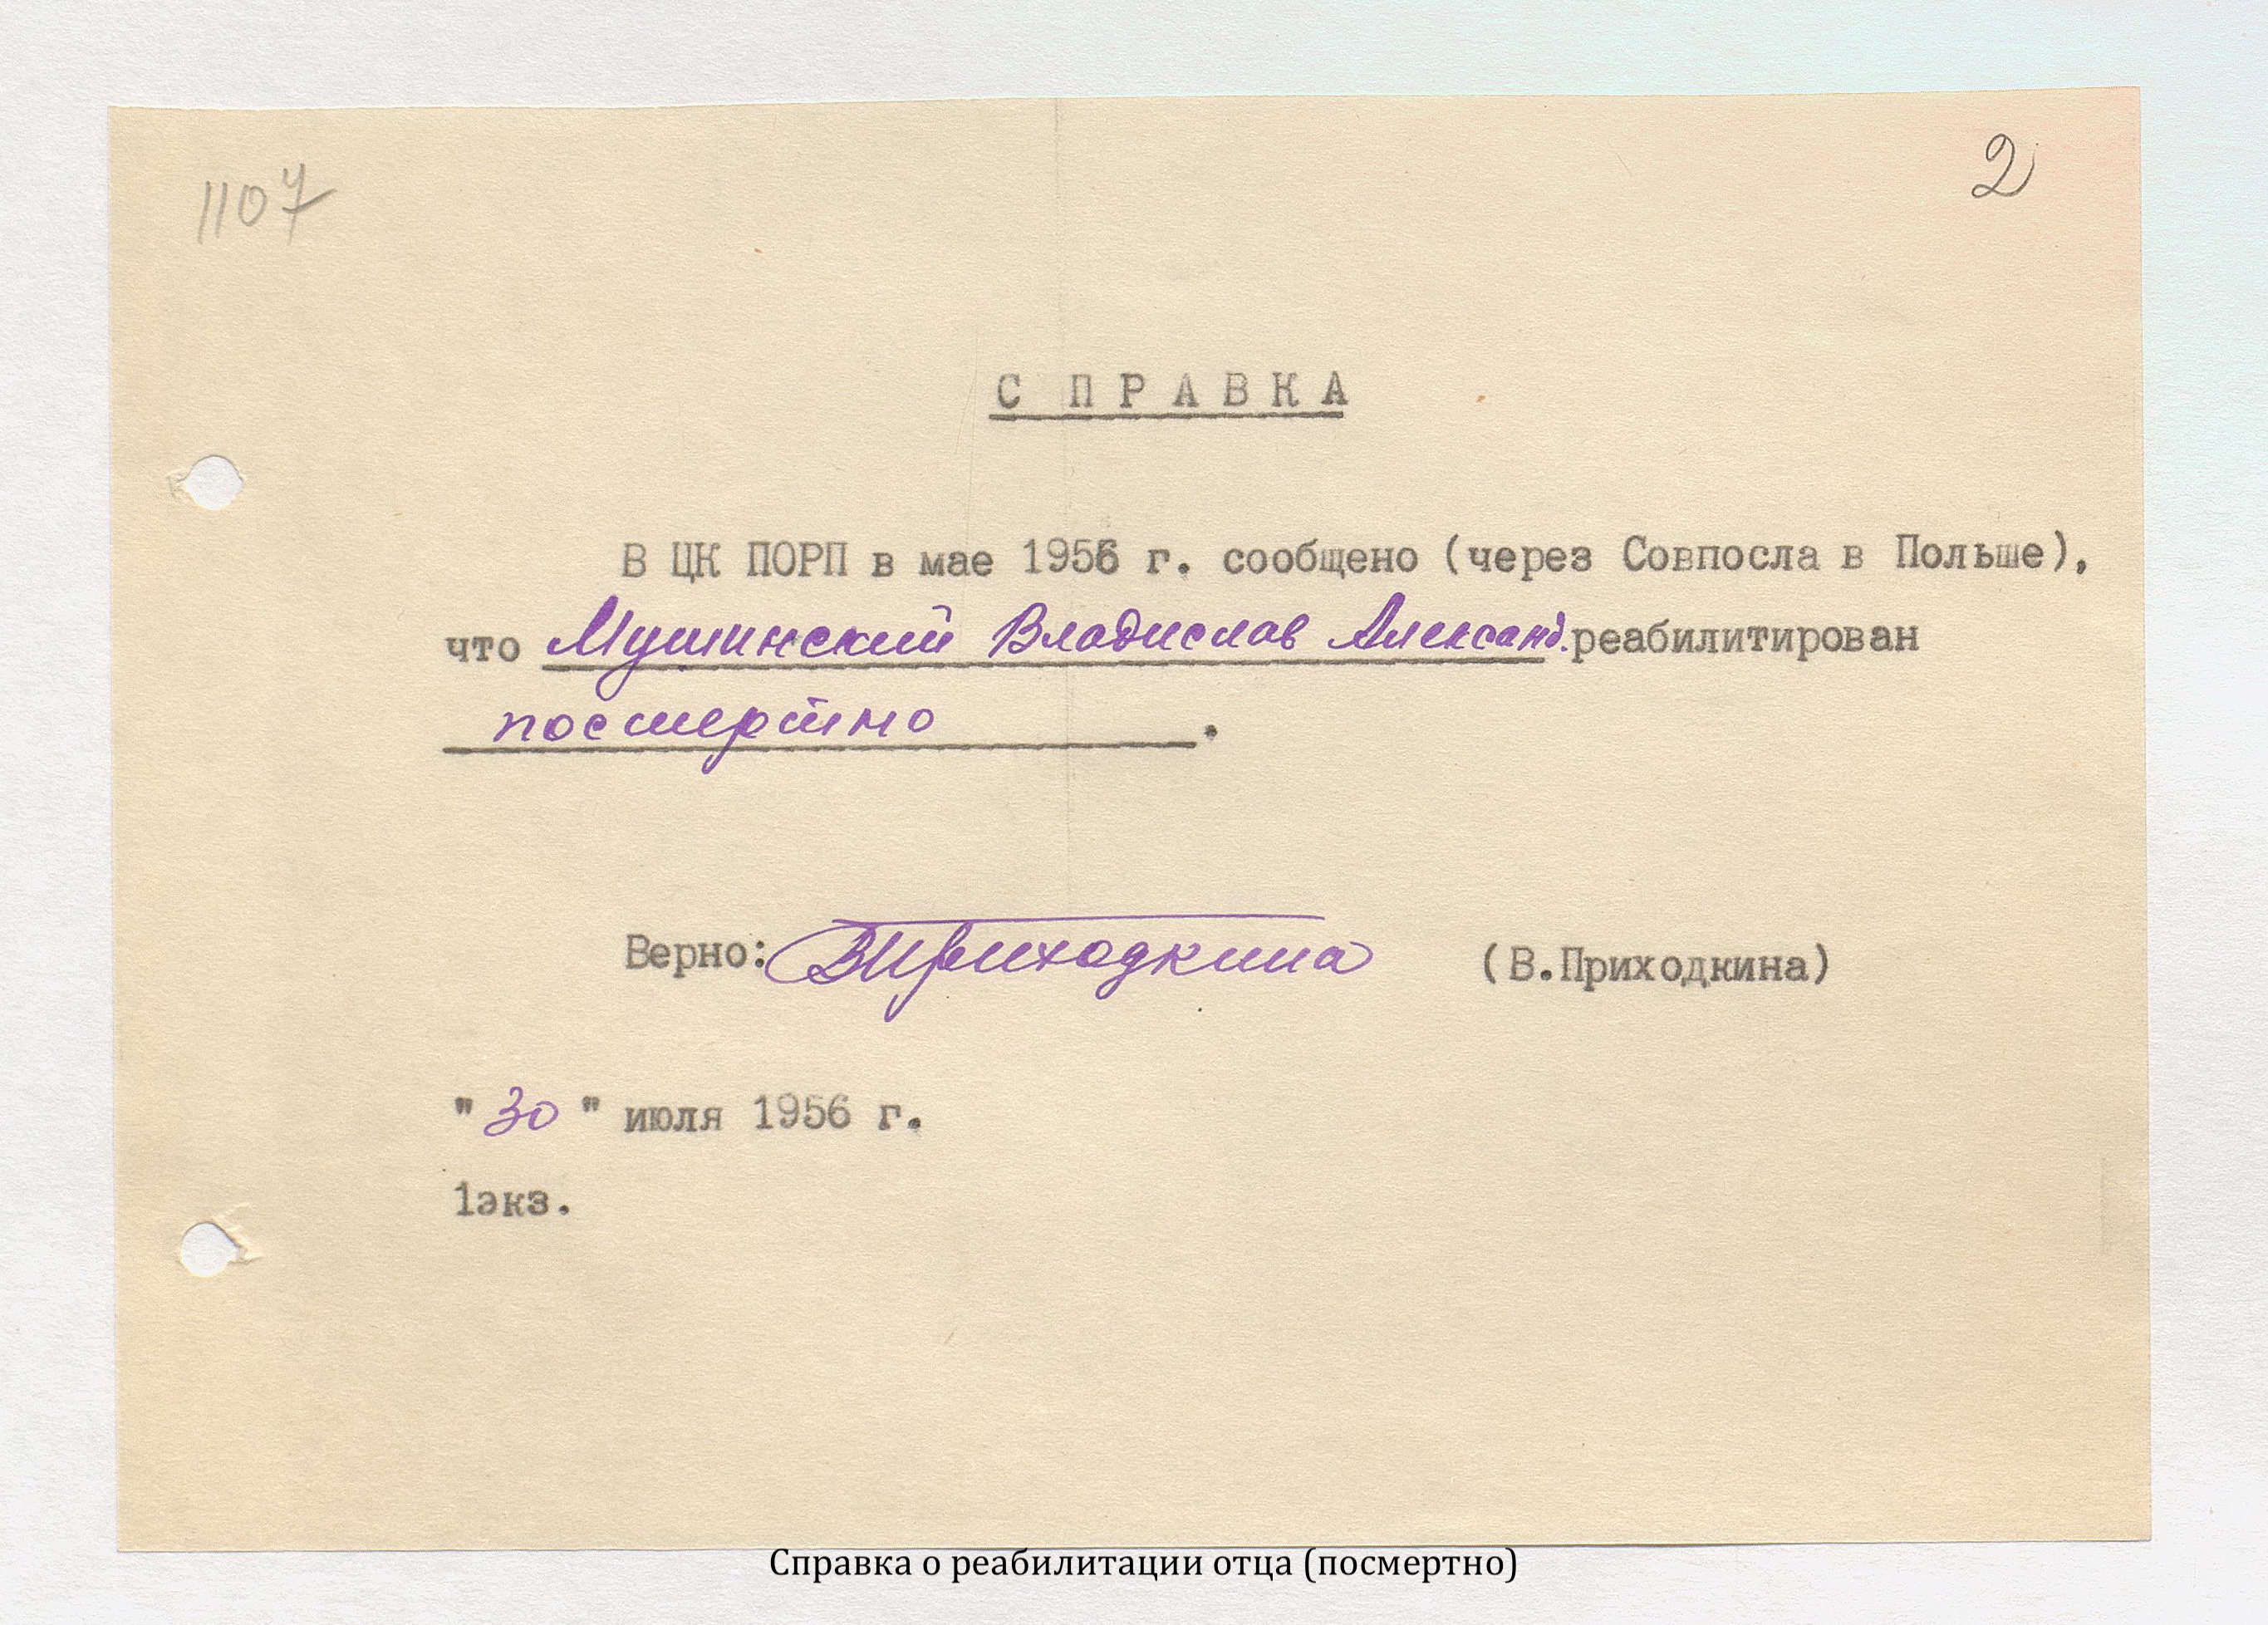 1107
2
С П Р А В К А
В ЦК ПОРП в мае 1956 г. сообщено (через Совпосла в Польше),
что Мушинский Владислав Александ. реабилитирован
посмертно .
Верно: ВПриходкина (В.Приходкина)
"30" июля 1956 г.
1экз.
Справка о реабилитации отца (посмертно)